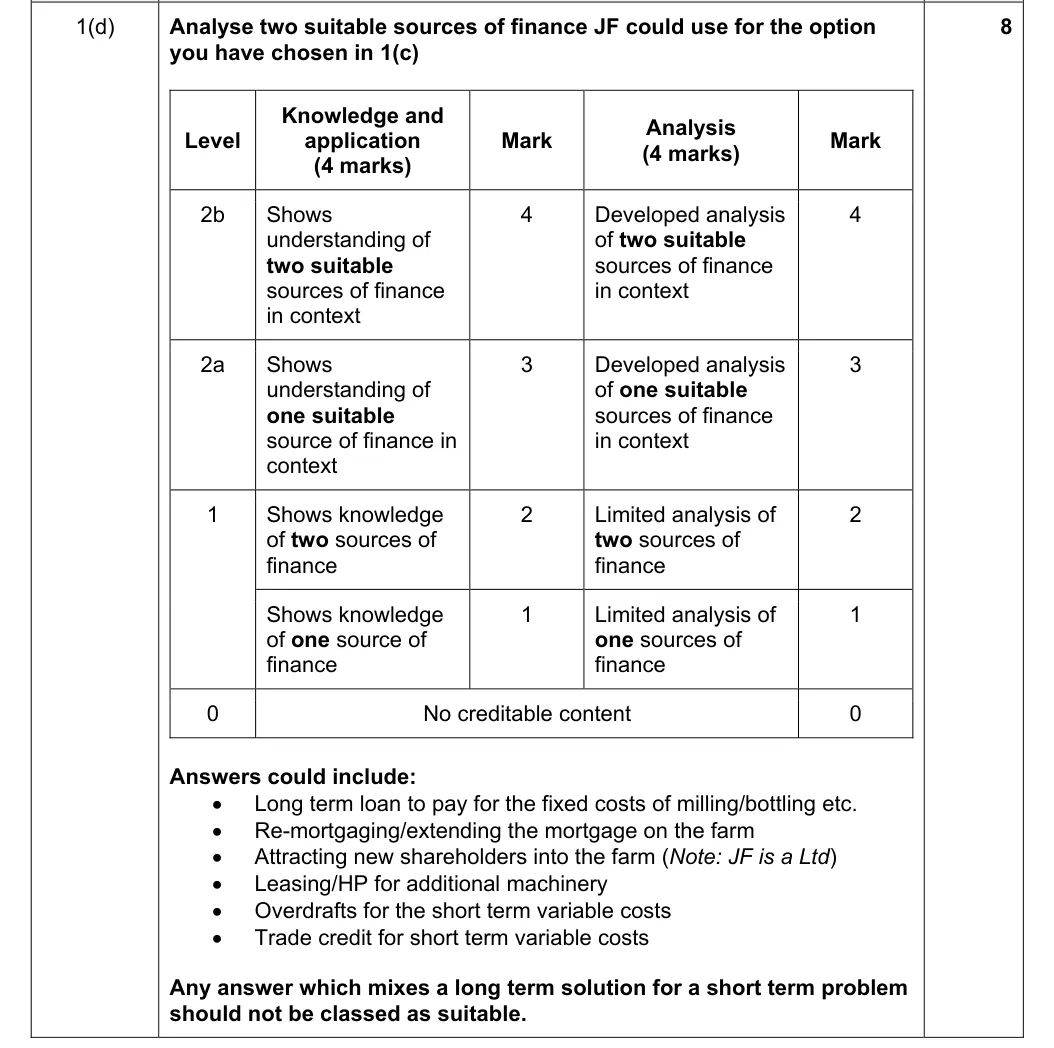 1(d)
Analyse two suitable sources of finance JF could use for the option
you have chosen in 1(c)
8
Level
Knowledge and
application
(4 marks)
Mark
Analysis
(4 marks)
Mark
2b
Shows
understanding of
two suitable
sources of finance
in context
4
Developed analysis
of two suitable
sources of finance
in context
4
2a
Shows
understanding of
one suitable
source of finance in
context
3
Developed analysis
of one suitable
sources of finance
in context
3
1
Shows knowledge
of two sources of
finance
2
Limited analysis of
two sources of
finance
2
Shows knowledge
of one source of
finance
1
Limited analysis of
one sources of
finance
1
0
No creditable content
0
Answers could include:
• Long term loan to pay for the fixed costs of milling/bottling etc.
• Re-mortgaging/extending the mortgage on the farm
• Attracting new shareholders into the farm (Note: JF is a Ltd)
• Leasing/HP for additional machinery
• Overdrafts for the short term variable costs
• Trade credit for short term variable costs
Any answer which mixes a long term solution for a short term problem
should not be classed as suitable.